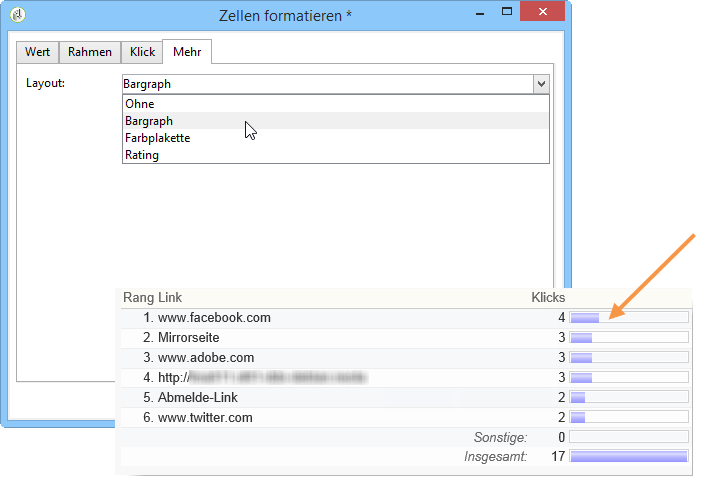 Zellen formatieren *
Wert Rahmen Klick Mehr
Layout: Bargraph
Ohne
Bargraph
Farbplakette
Rating
Rang Link Klicks
1. www.facebook.com 4
2. Mirrorseite 3
3. www.adobe.com 3
4. http:// 3
5. Abmelde-Link 2
6. www.twitter.com 2
Sonstige: 0
Insgesamt: 17